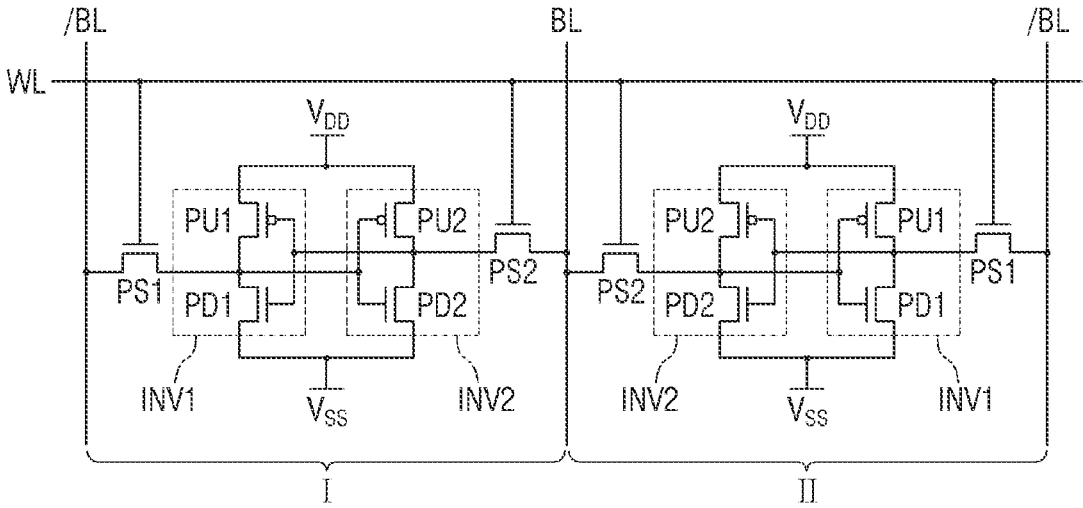 /BL BL /BL
WL
V_DD V_DD
PU1 PU2 PU2 PU1
PS1 PS2 PS2 PS1
PD1 PD2 PD2 PD1
INV1 V_SS INV2 INV2 V_SS INV1
I II